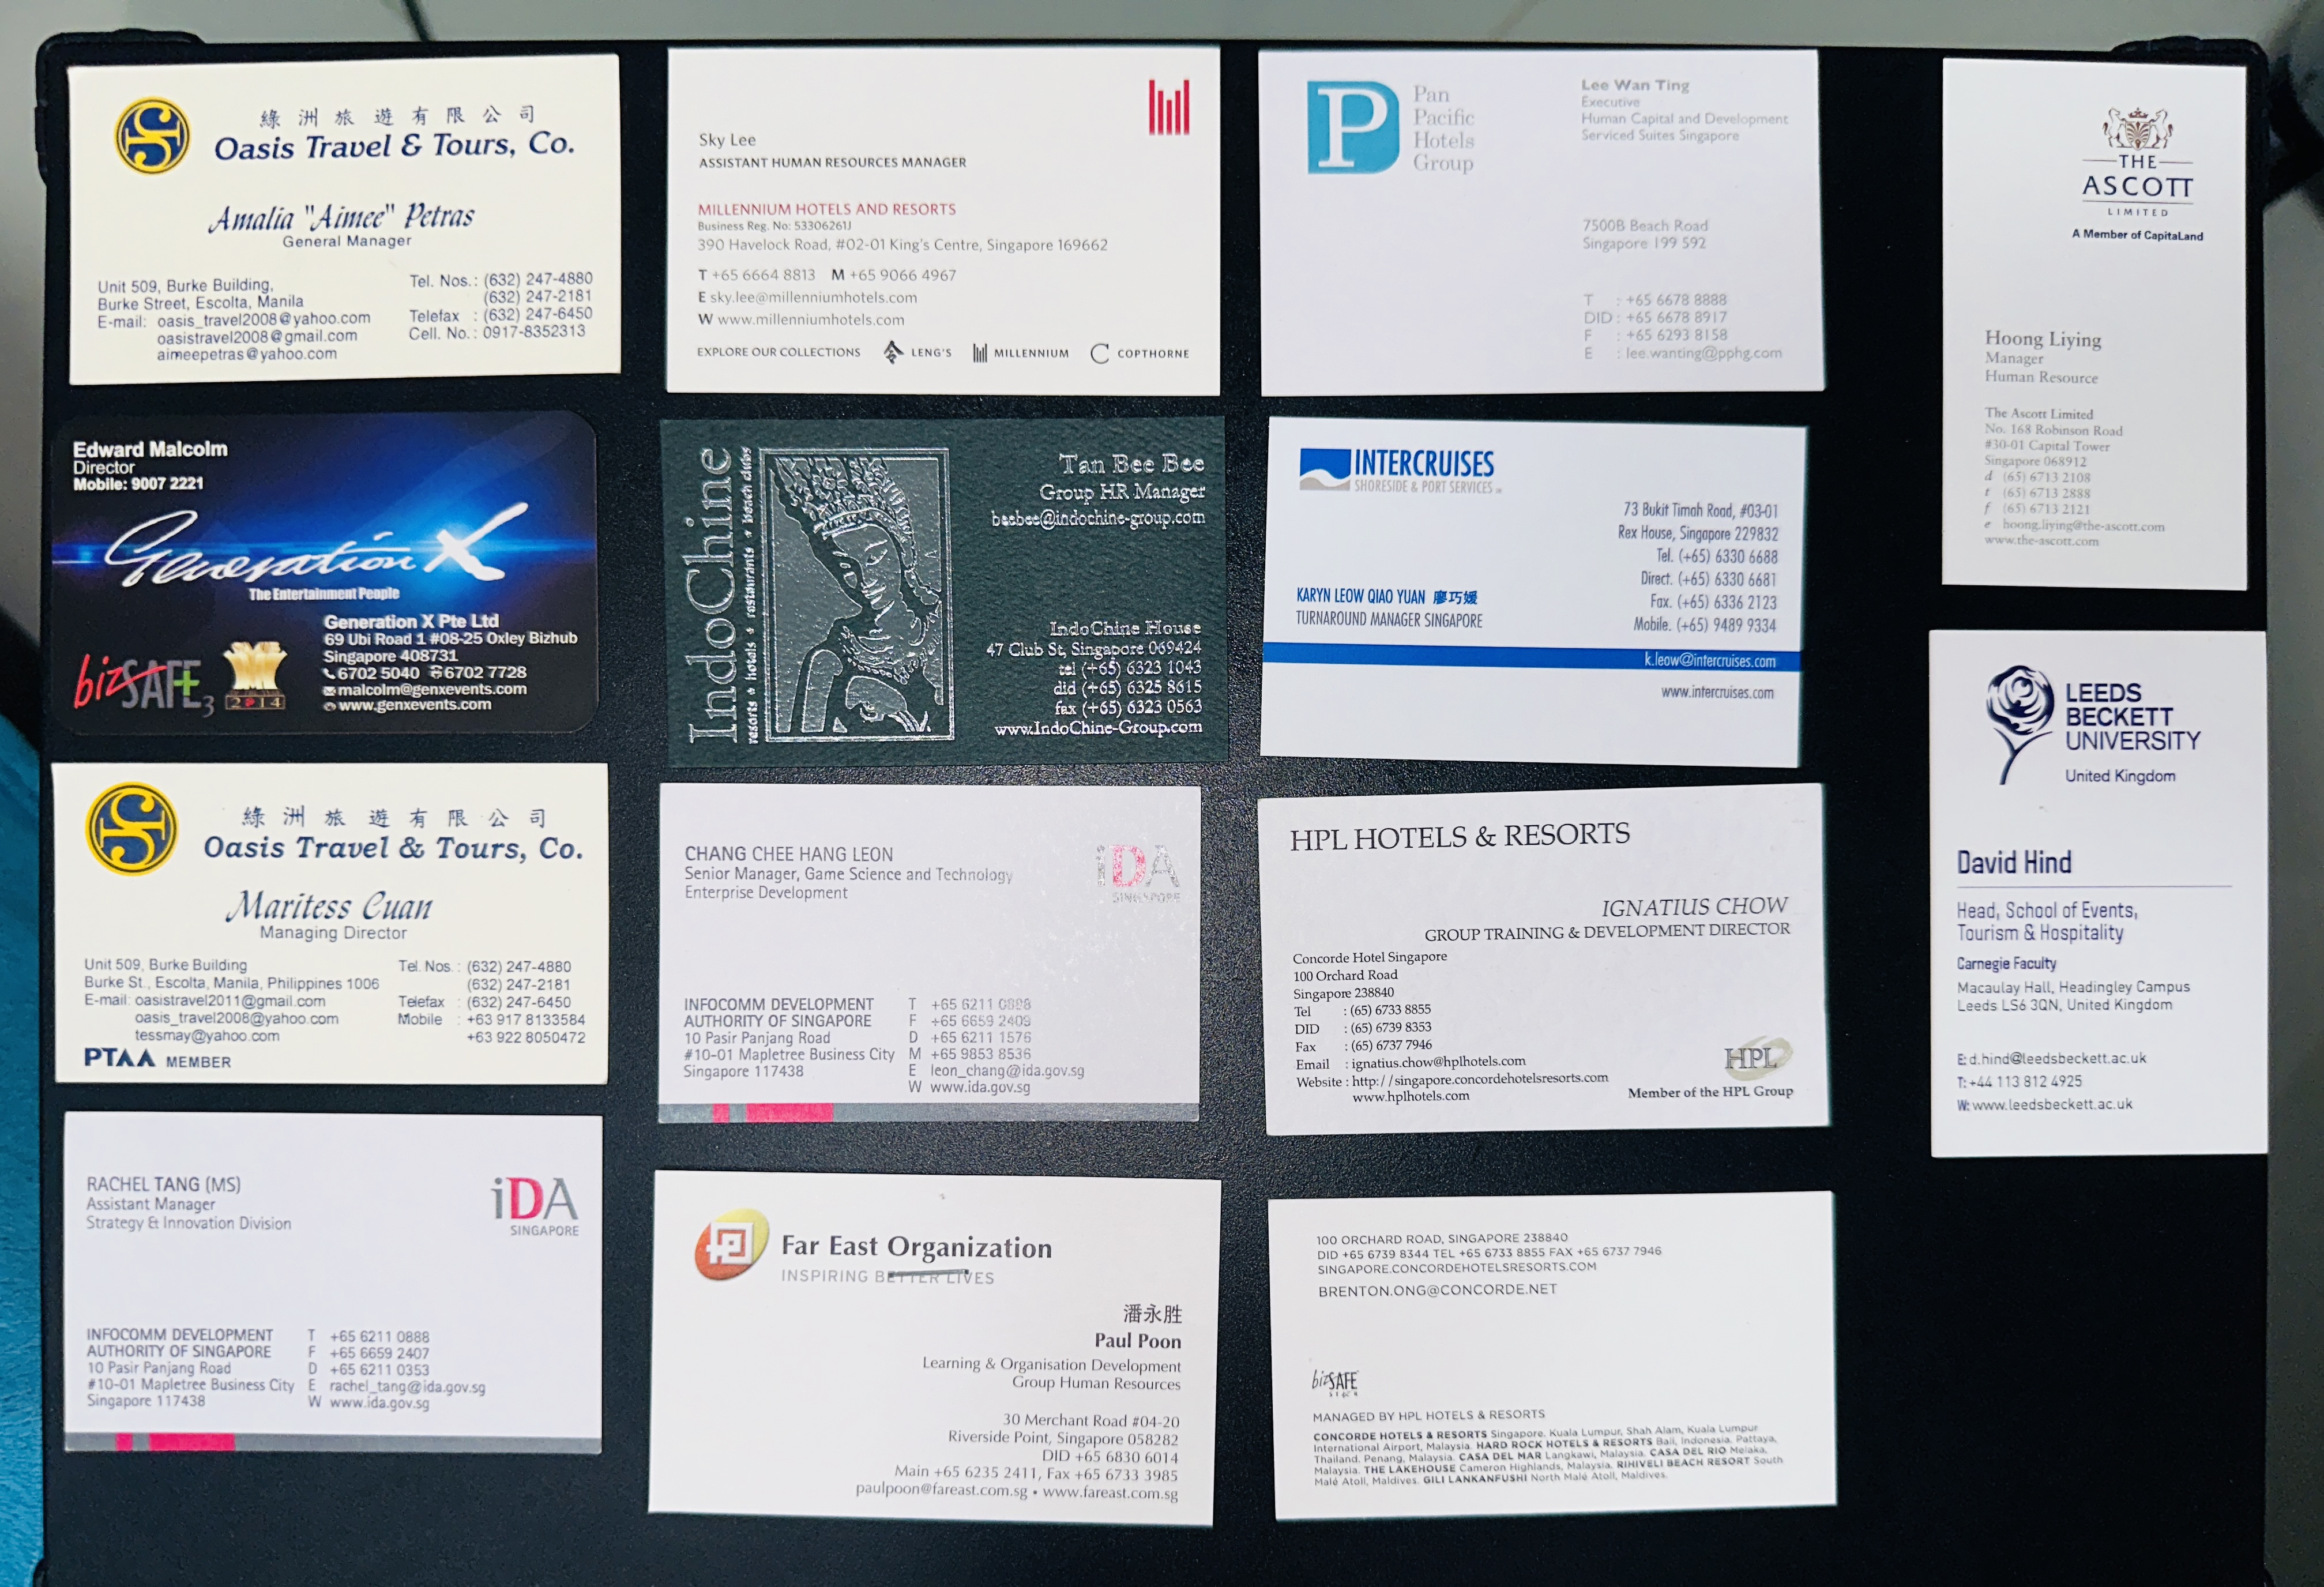 綠洲旅遊有限公司
Oasis Travel & Tours, Co.
Amalia "Aimee" Petras
General Manager
Unit 509, Burke Building,
Burke Street, Escolta, Manila
E-mail: oasis_travel2008@yahoo.com
oasistravel2008@gmail.com
aimeepetras@yahoo.com
Tel. Nos.: (632) 247-4880
(632) 247-2181
Telefax : (632) 247-6450
Cell. No.: 0917-8352313
Edward Malcolm
Director
Mobile: 9007 2221
Generation X
The Entertainment People
Generation X Pte Ltd
69 Ubi Road 1 #08-25 Oxley Bizhub
Singapore 408731
6702 5040 6702 7728
malcolm@genxevents.com
www.genxevents.com
bizSAFE 3
2014
綠洲旅遊有限公司
Oasis Travel & Tours, Co.
Maritess Cuan
Managing Director
Unit 509, Burke Building
Burke St., Escolta, Manila, Philippines 1006
E-mail: oasistravel2011@gmail.com
oasis_travel2008@yahoo.com
tessmay@yahoo.com
PTAA MEMBER
Tel. Nos. : (632) 247-4880
(632) 247-2181
Telefax : (632) 247-6450
Mobile : +63 917 8133584
+63 922 8050472
RACHEL TANG (MS)
Assistant Manager
Strategy & Innovation Division
iDA
SINGAPORE
INFOCOMM DEVELOPMENT
AUTHORITY OF SINGAPORE
10 Pasir Panjang Road
#10-01 Mapletree Business City
Singapore 117438
T +65 6211 0888
F +65 6659 2407
D +65 6211 0353
E rachel_tang@ida.gov.sg
W www.ida.gov.sg
Sky Lee
ASSISTANT HUMAN RESOURCES MANAGER
MILLENNIUM HOTELS AND RESORTS
Business Reg. No: 53306261J
390 Havelock Road, #02-01 King's Centre, Singapore 169662
T +65 6664 8813 M +65 9066 4967
E sky.lee@millenniumhotels.com
W www.millenniumhotels.com
EXPLORE OUR COLLECTIONS LENG'S MILLENNIUM COPTHORNE
IndoChine
resorts hotels restaurants beach clubs
Tan Bee Bee
Group HR Manager
beebee@indochine-group.com
IndoChine House
47 Club St, Singapore 069424
tel (+65) 6323 1043
did (+65) 6325 8615
fax (+65) 6323 0563
www.IndoChine-Group.com
CHANG CHEE HANG LEON
Senior Manager, Game Science and Technology
Enterprise Development
iDA
SINGAPORE
INFOCOMM DEVELOPMENT
AUTHORITY OF SINGAPORE
10 Pasir Panjang Road
#10-01 Mapletree Business City
Singapore 117438
T +65 6211 0888
F +65 6659 2409
D +65 6211 1576
M +65 9853 8536
E leon_chang@ida.gov.sg
W www.ida.gov.sg
Far East Organization
INSPIRING BETTER LIVES
潘永胜
Paul Poon
Learning & Organisation Development
Group Human Resources
30 Merchant Road #04-20
Riverside Point, Singapore 058282
DID +65 6830 6014
Main +65 6235 2411, Fax +65 6733 3985
paulpoon@fareast.com.sg • www.fareast.com.sg
P
Pan
Pacific
Hotels
Group
Lee Wan Ting
Executive
Human Capital and Development
Serviced Suites Singapore
7500B Beach Road
Singapore 199 592
T : +65 6678 8888
DID : +65 6678 8917
F : +65 6293 8158
E : lee.wanting@pphg.com
INTERCRUISES
SHORESIDE & PORT SERVICES
73 Bukit Timah Road, #03-01
Rex House, Singapore 229832
Tel. (+65) 6330 6688
Direct. (+65) 6330 6681
Fax. (+65) 6336 2123
Mobile. (+65) 9489 9334
KARYN LEOW QIAO YUAN 廖巧媛
TURNAROUND MANAGER SINGAPORE
k.leow@intercruises.com
www.intercruises.com
HPL HOTELS & RESORTS
IGNATIUS CHOW
GROUP TRAINING & DEVELOPMENT DIRECTOR
Concorde Hotel Singapore
100 Orchard Road
Singapore 238840
Tel : (65) 6733 8855
DID : (65) 6739 8353
Fax : (65) 6737 7946
Email : ignatius.chow@hplhotels.com
Website : http://singapore.concordehotelsresorts.com
www.hplhotels.com
HPL
Member of the HPL Group
100 ORCHARD ROAD, SINGAPORE 238840
DID +65 6739 8344 TEL +65 6733 8855 FAX +65 6737 7946
SINGAPORE.CONCORDEHOTELSRESORTS.COM
BRENTON.ONG@CONCORDE.NET
bizSAFE
MANAGED BY HPL HOTELS & RESORTS
CONCORDE HOTELS & RESORTS Singapore. Kuala Lumpur, Shah Alam, Kuala Lumpur
International Airport, Malaysia. HARD ROCK HOTELS & RESORTS Bali, Indonesia. Pattaya,
Thailand. Penang, Malaysia. CASA DEL MAR Langkawi, Malaysia. CASA DEL RIO Melaka,
Malaysia. THE LAKEHOUSE Cameron Highlands, Malaysia. RIHIVELI BEACH RESORT South
Malé Atoll, Maldives. GILI LANKANFUSHI North Malé Atoll, Maldives.
THE
ASCOTT
LIMITED
A Member of CapitaLand
Hoong Liying
Manager
Human Resource
The Ascott Limited
No. 168 Robinson Road
#30-01 Capital Tower
Singapore 068912
d (65) 6713 2108
t (65) 6713 2888
f (65) 6713 2121
e hoong.liying@the-ascott.com
www.the-ascott.com
LEEDS
BECKETT
UNIVERSITY
United Kingdom
David Hind
Head, School of Events,
Tourism & Hospitality
Carnegie Faculty
Macaulay Hall, Headingley Campus
Leeds LS6 3QN, United Kingdom
E: d.hind@leedsbeckett.ac.uk
T: +44 113 812 4925
W: www.leedsbeckett.ac.uk